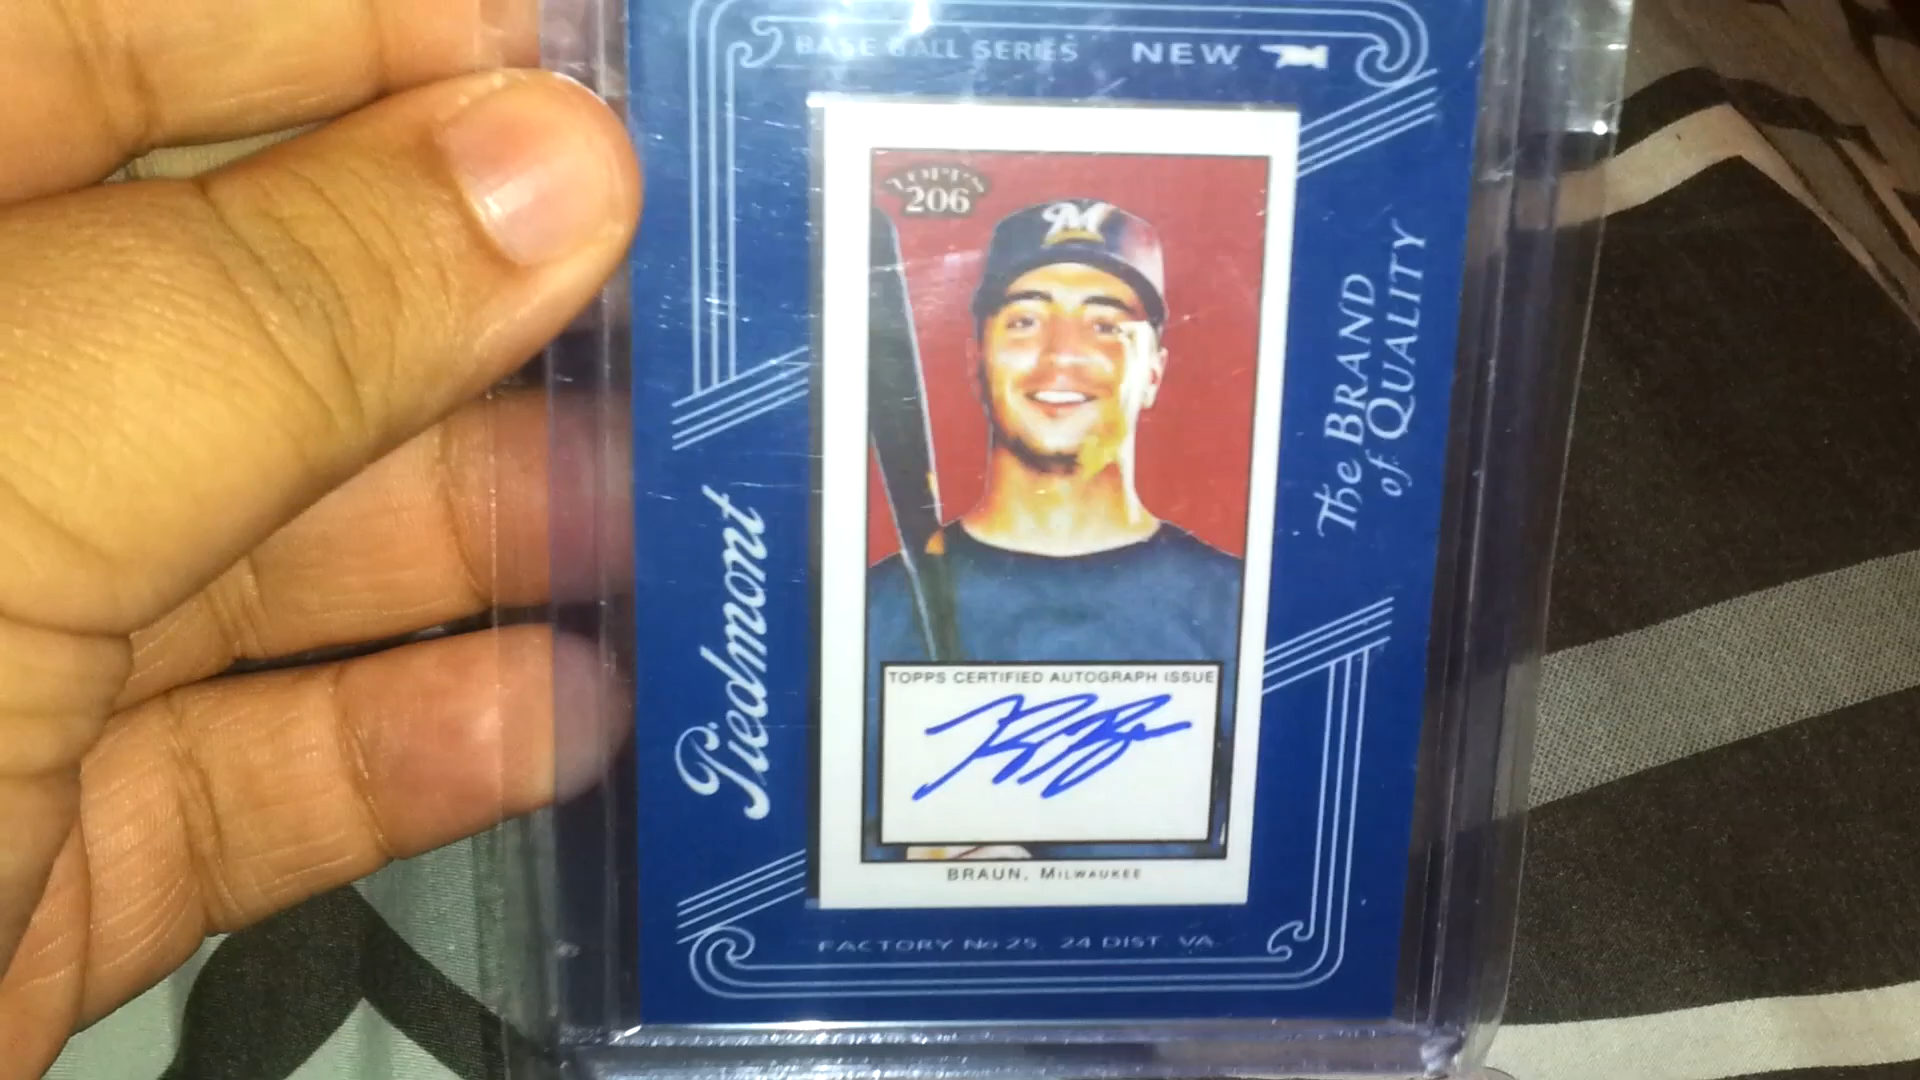 BASE BALL SERIES NEW
TOPPS
206
M
Piedmont
The BRAND
of QUALITY
TOPPS CERTIFIED AUTOGRAPH ISSUE
BRAUN, MILWAUKEE
FACTORY No 25. 24 DIST. VA.